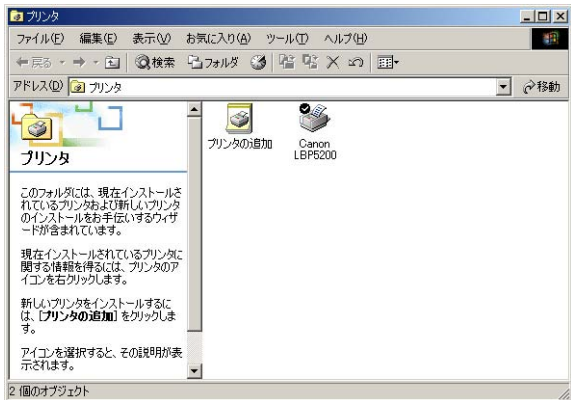 プリンタ
ファイル(F) 編集(E) 表示(V) お気に入り(A) ツール(T) ヘルプ(H)
戻る 検索 フォルダ
アドレス(D) プリンタ 移動
プリンタ
このフォルダには、現在インストールさ
れているプリンタおよび新しいプリンタ
のインストールをお手伝いするウィザ
ードが含まれています。
現在インストールされているプリンタに
関する情報を得るには、プリンタのア
イコンを右クリックします。
新しいプリンタをインストールするに
は、[プリンタの追加] をクリックしま
す。
アイコンを選択すると、その説明が表
示されます。
プリンタの追加
Canon
LBP5200
2 個のオブジェクト